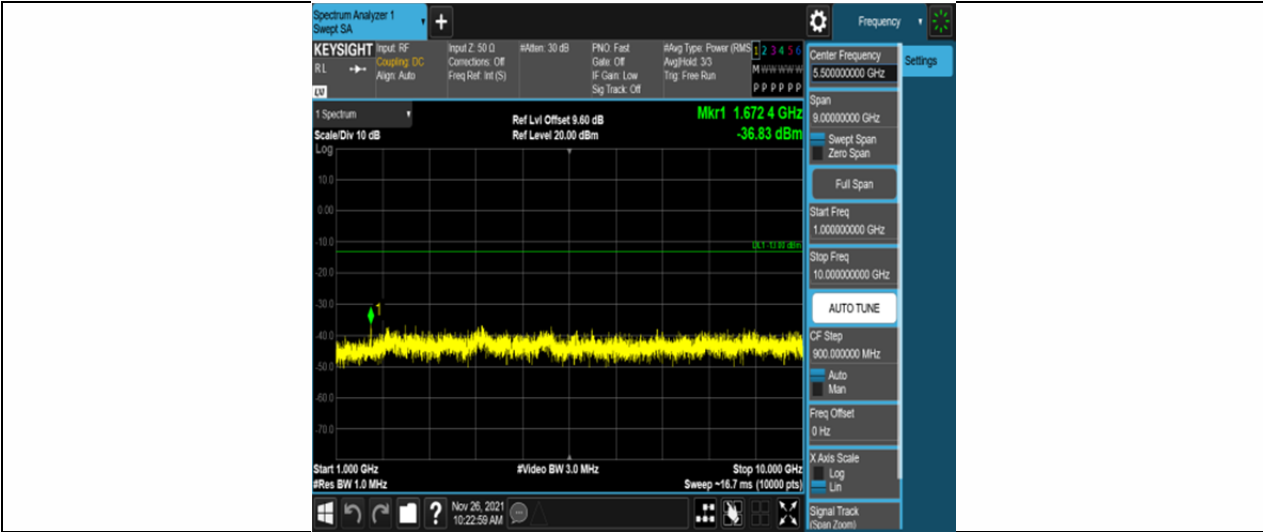 Spectrum Analyzer 1
Swept SA
+
Frequency
KEYSIGHT
RL
LV
Input: RF
Coupling: DC
Align: Auto
Input Z: 50 Ω
Corrections: Off
Freq Ref: Int (S)
#Atten: 30 dB
PNO: Fast
Gate: Off
IF Gain: Low
Sig Track: Off
#Avg Type: Power (RMS
Avg|Hold: 3/3
Trig: Free Run
1 2 3 4 5 6
M W W W W W
P P P P P P
1 Spectrum
Scale/Div 10 dB
Log
Ref Lvl Offset 9.60 dB
Ref Level 20.00 dBm
Mkr1 1.672 4 GHz
-36.83 dBm
10.0
0.00
-10.0
-20.0
-30.0
-40.0
-50.0
-60.0
-70.0
DL1 -13.00 dBm
1
Start 1.000 GHz
#Res BW 1.0 MHz
#Video BW 3.0 MHz
Stop 10.000 GHz
Sweep ~16.7 ms (10000 pts)
Center Frequency
5.500000000 GHz
Span
9.00000000 GHz
Swept Span
Zero Span
Full Span
Start Freq
1.000000000 GHz
Stop Freq
10.000000000 GHz
AUTO TUNE
CF Step
900.000000 MHz
Auto
Man
Freq Offset
0 Hz
X Axis Scale
Log
Lin
Signal Track
(Span Zoom)
Settings
?
Nov 26, 2021
10:22:59 AM